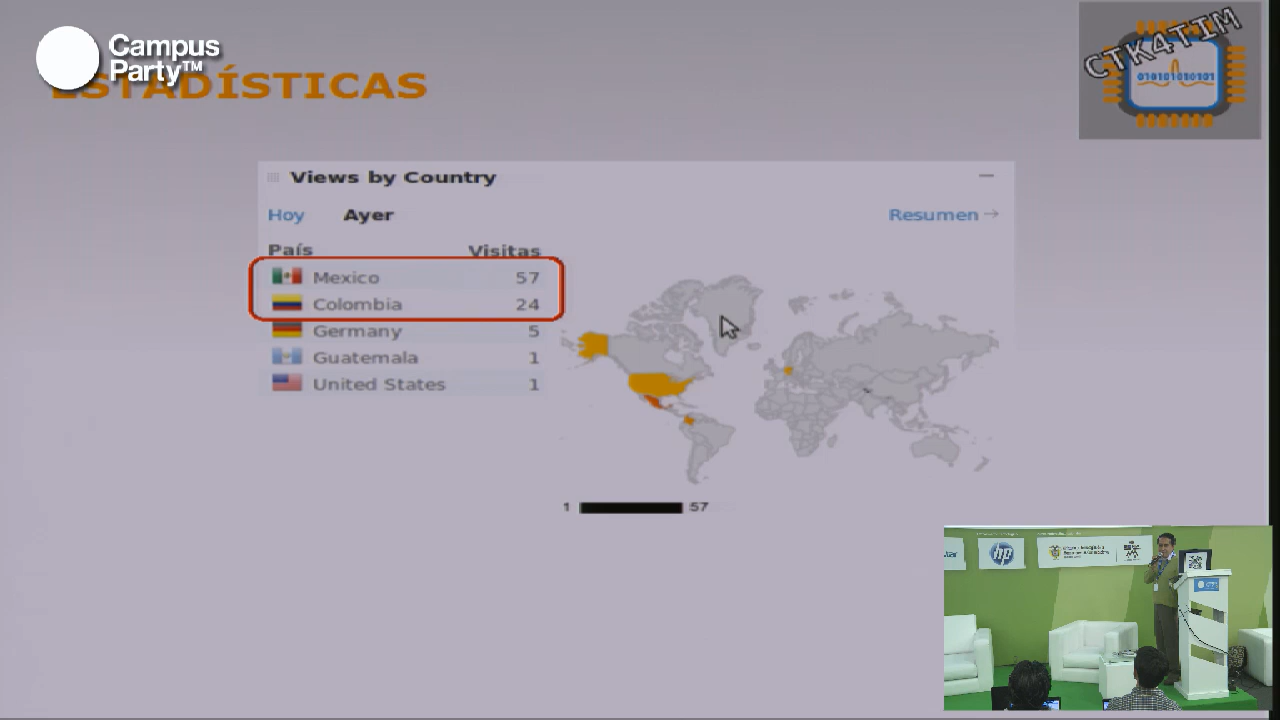 Campus
Party™
ESTADÍSTICAS
CTK4TIM
010101010101
Views by Country
Hoy
Ayer
Resumen →
País
Visitas
Mexico 57
Colombia 24
Germany 5
Guatemala 1
United States 1
1
57
hp